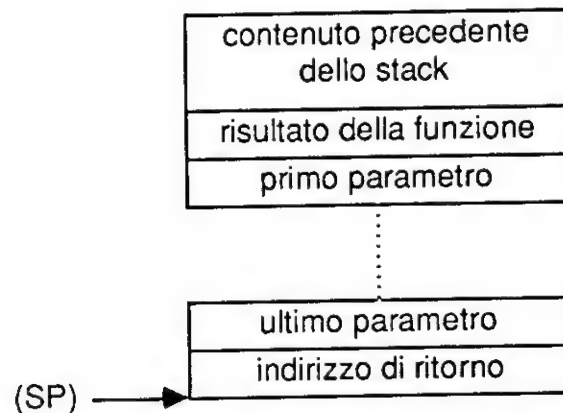 contenuto precedente
dello stack
risultato della funzione
primo parametro
ultimo parametro
indirizzo di ritorno
(SP)